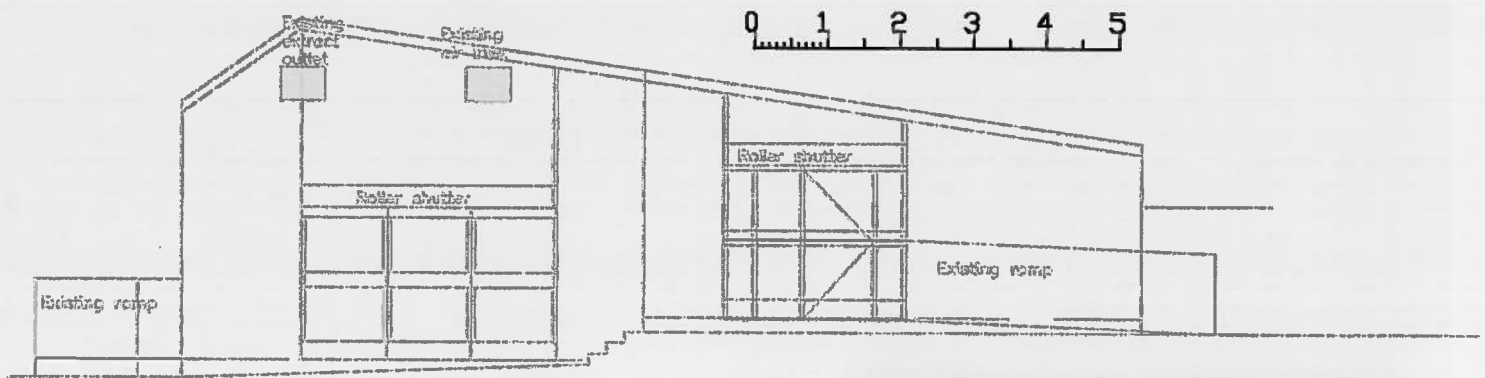 0 1 2 3 4 5
Existing
extract
outlet
Existing
air inlet
Roller shutter
Roller shutter
Existing ramp
Existing ramp